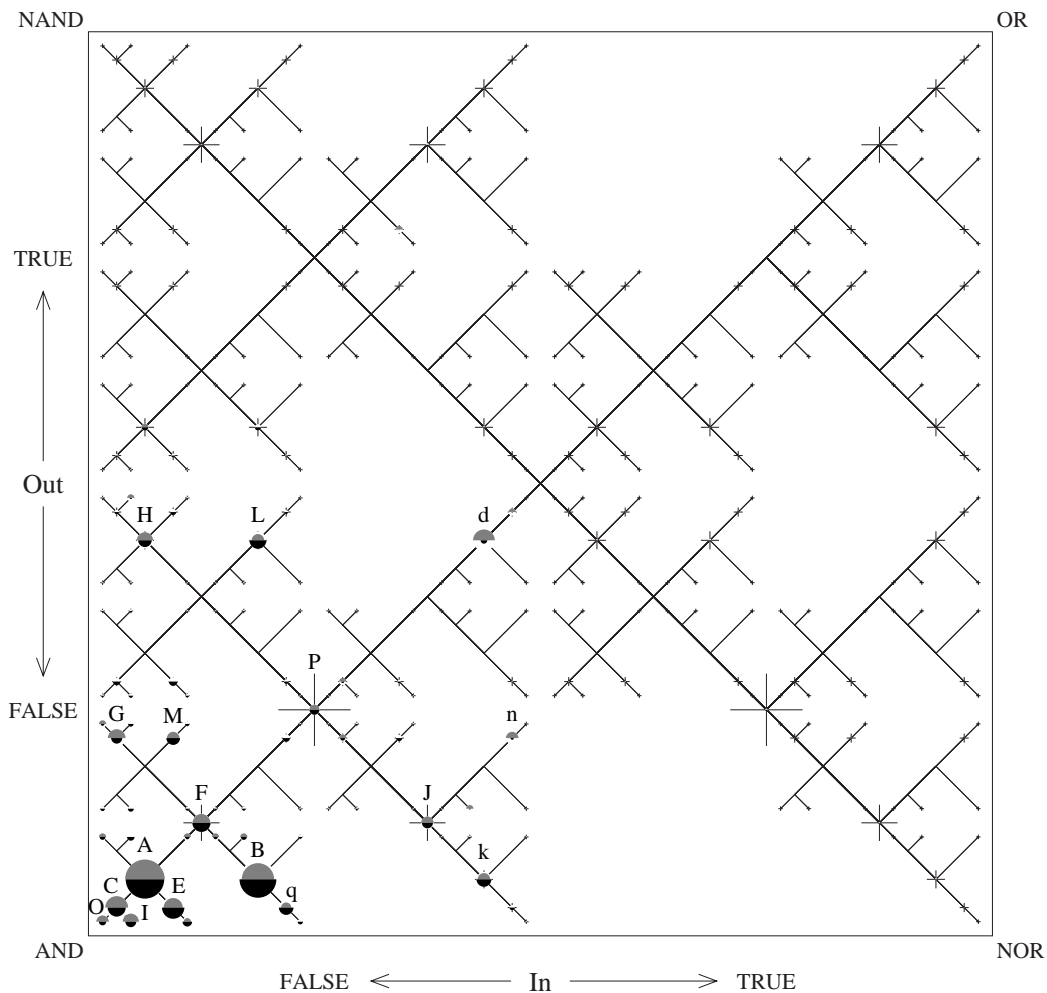 NAND OR
TRUE
H L d
Out
P
FALSE
G M n
F J
A B k
C E q
O I
AND NOR
FALSE In TRUE